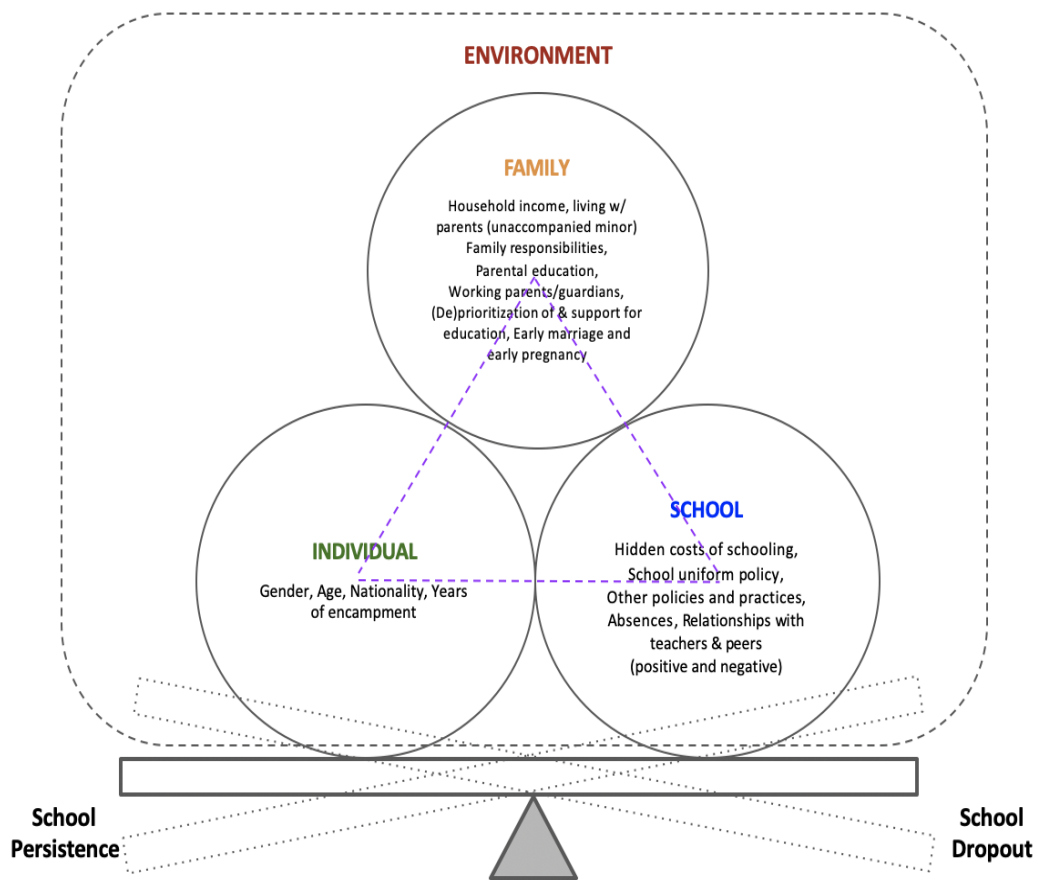 ENVIRONMENT
FAMILY
Household income, living w/
parents (unaccompanied minor)
Family responsibilities,
Parental education,
Working parents/guardians,
(De)prioritization of & support for
education, Early marriage and
early pregnancy
INDIVIDUAL
Gender, Age, Nationality, Years
of encampment
SCHOOL
Hidden costs of schooling,
School uniform policy,
Other policies and practices,
Absences, Relationships with
teachers & peers
(positive and negative)
School
Persistence
School
Dropout